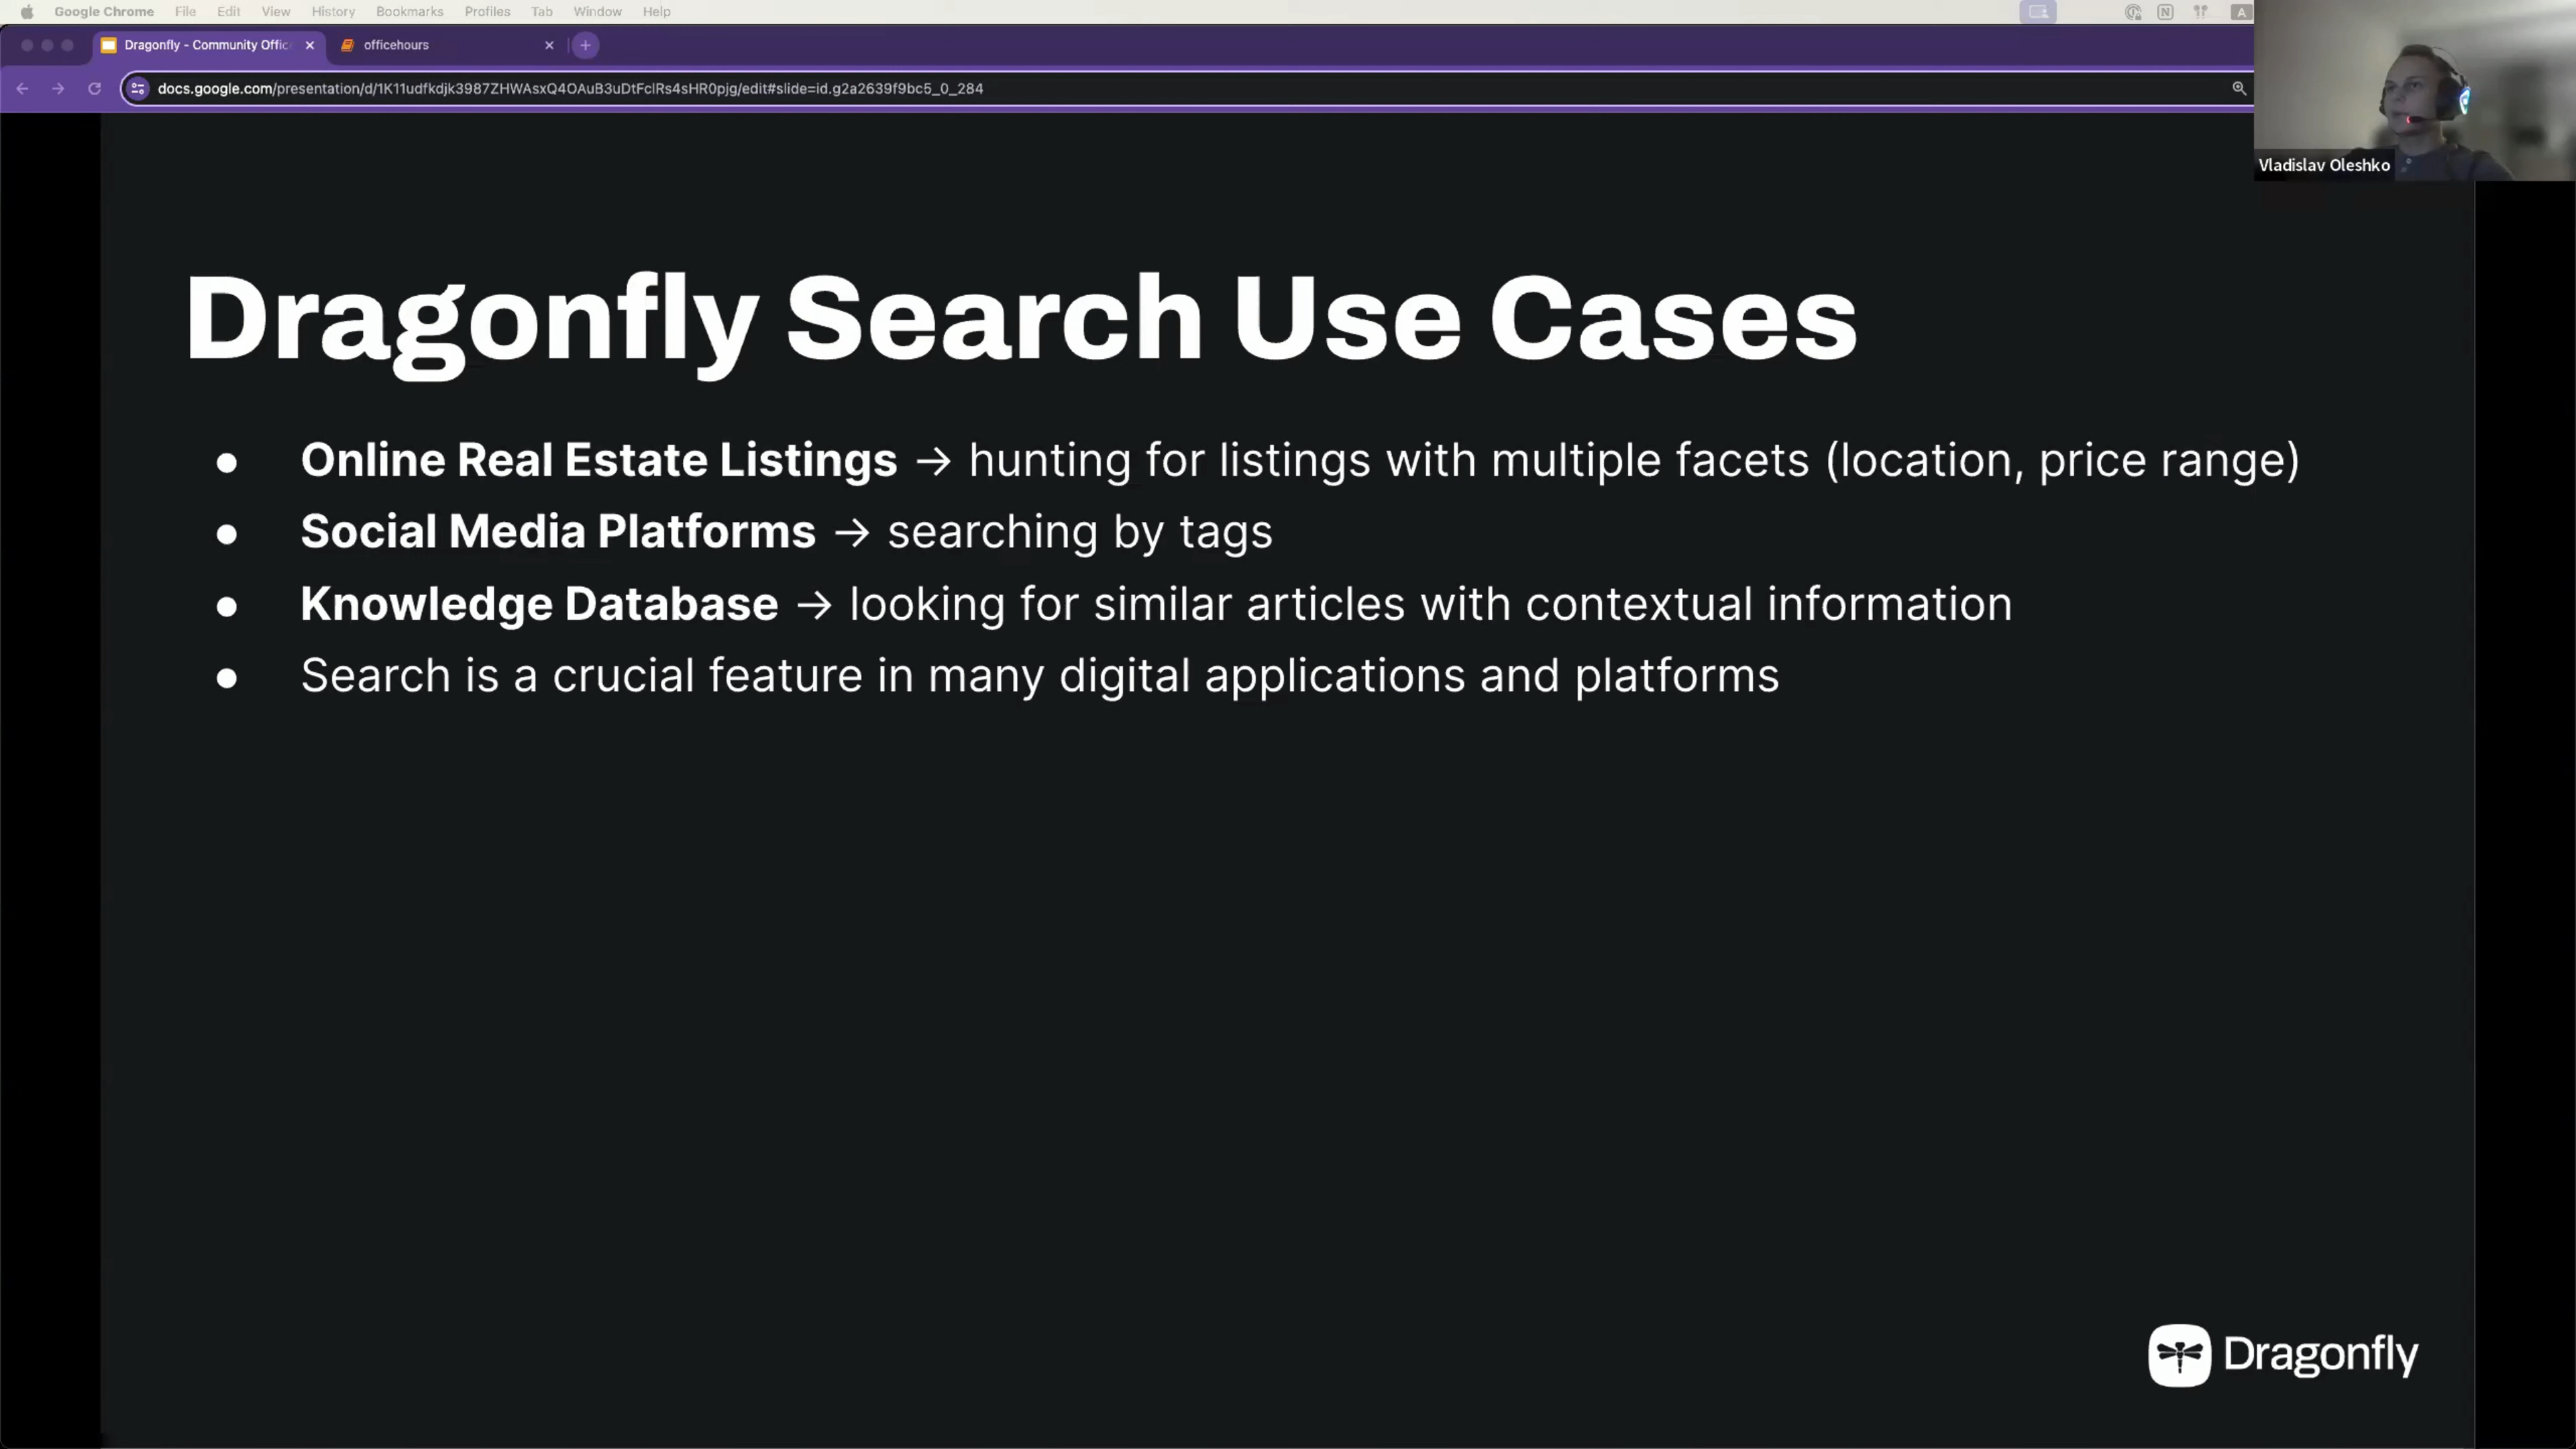 Google Chrome File Edit View History Bookmarks Profiles Tab Window Help
N A
Dragonfly - Community Offic officehours
docs.google.com/presentation/d/1K11udfkdjk3987ZHWAsxQ4OAuB3uDtFclRs4sHR0pjg/edit#slide=id.g2a2639f9bc5_0_284
Vladislav Oleshko
Dragonfly Search Use Cases
● Online Real Estate Listings → hunting for listings with multiple facets (location, price range)
● Social Media Platforms → searching by tags
● Knowledge Database → looking for similar articles with contextual information
● Search is a crucial feature in many digital applications and platforms
Dragonfly